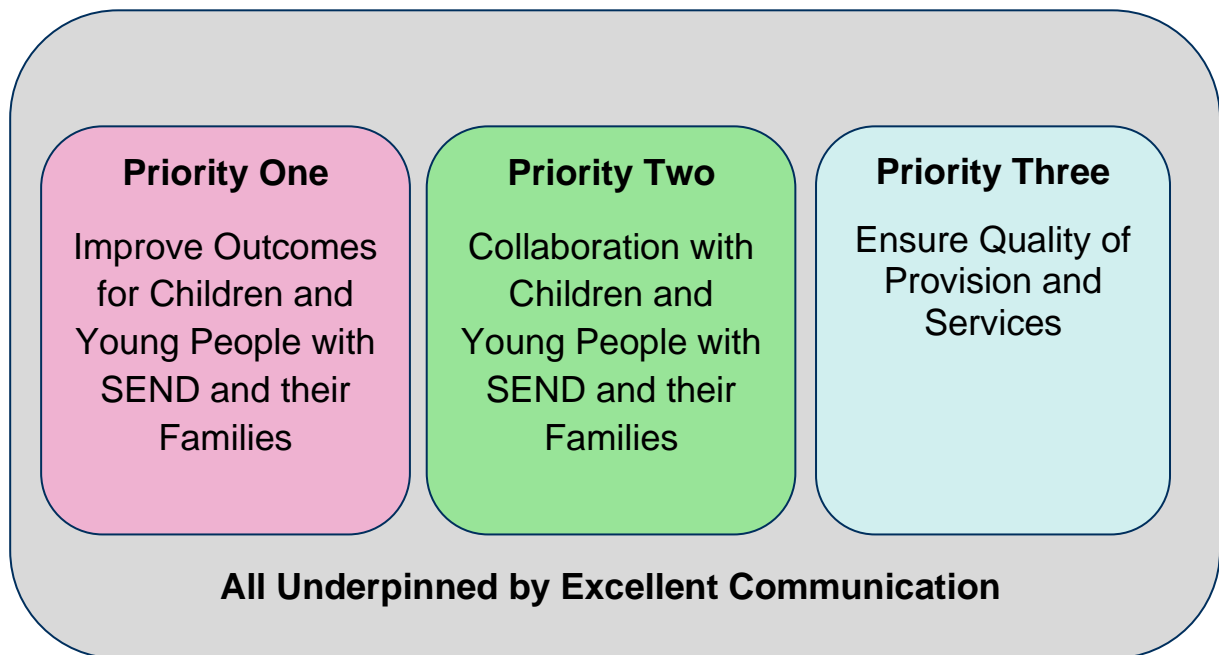 Priority One
Improve Outcomes
for Children and
Young People with
SEND and their
Families
Priority Two
Collaboration with
Children and
Young People with
SEND and their
Families
Priority Three
Ensure Quality of
Provision and
Services
All Underpinned by Excellent Communication